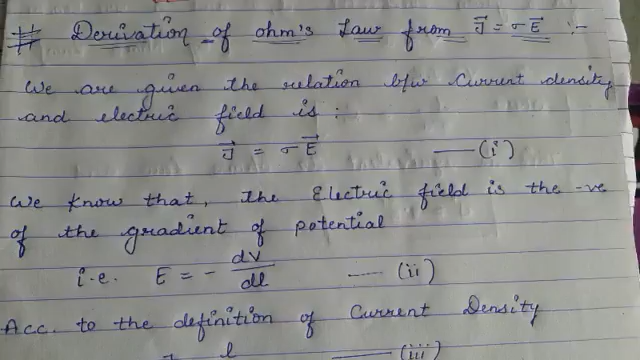 # Derivation of ohm's Law from J⃗ = σE⃗ :-
We are given the relation b/w Current density
and electric field is:
J⃗ = σE⃗ —(i)
We know that, the Electric field is the -ve
of the gradient of potential
i.e. E = - dV/dl — (ii)
Acc. to the definition of Current Density
— (iii)